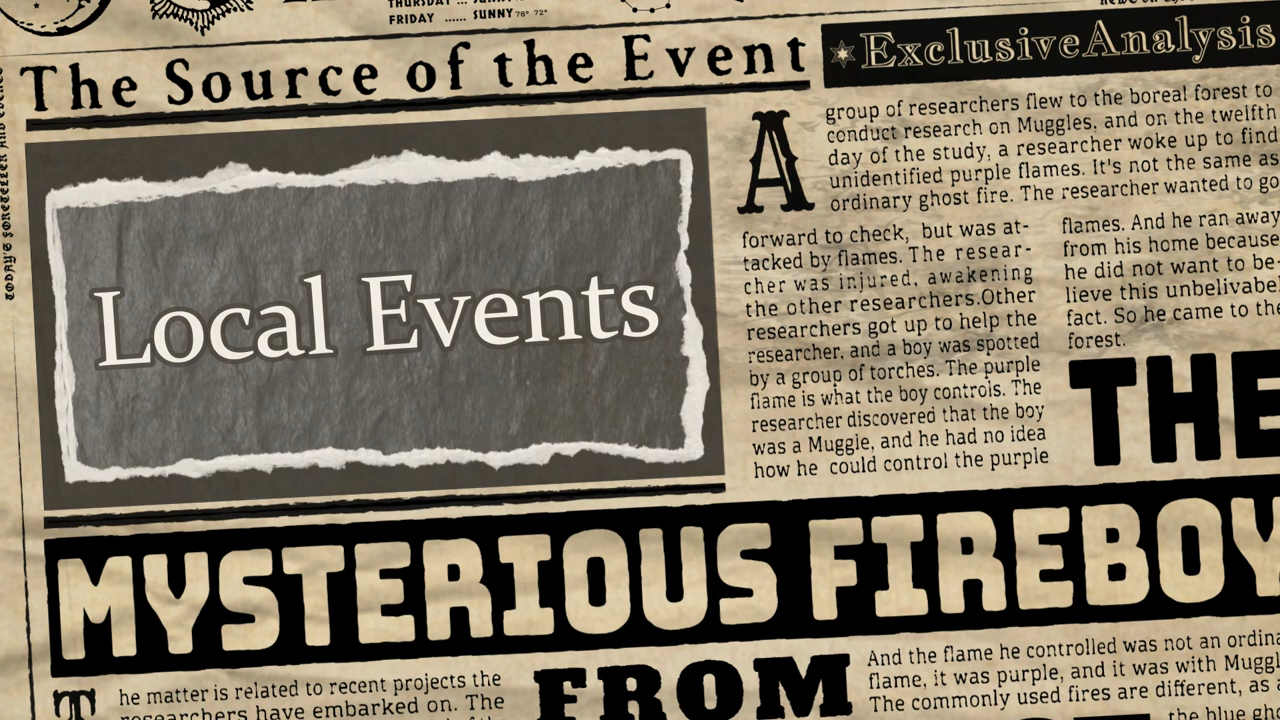 THURSDAY ...
FRIDAY ...... SUNNY 78° 72°
The Source of the Event
ExclusiveAnalysis
Local Events
A
group of researchers flew to the boreal forest to
conduct research on Muggles, and on the twelfth
day of the study, a researcher woke up to find
unidentified purple flames. It's not the same as
ordinary ghost fire. The researcher wanted to go
forward to check, but was at-
tacked by flames. The resear-
cher was injured, awakening
the other researchers.Other
researchers got up to help the
researcher, and a boy was spotted
by a group of torches. The purple
flame is what the boy controls. The
researcher discovered that the boy
was a Muggle, and he had no idea
how he could control the purple
flames. And he ran away
from his home because
he did not want to be-
lieve this unbelivabe
fact. So he came to the
forest.
THE
MYSTERIOUS FIREBOY
The matter is related to recent projects the
researchers have embarked on. The
FROM
And the flame he controlled was not an
flame, it was purple, and it was with
The commonly used fires are different, as
the blue